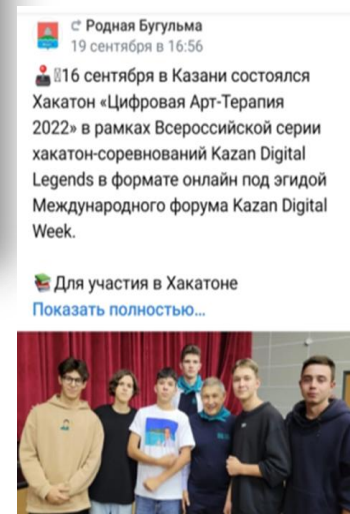 Родная Бугульма
19 сентября в 16:56
16 сентября в Казани состоялся
Хакатон «Цифровая Арт-Терапия
2022» в рамках Всероссийской серии
хакатон-соревнований Kazan Digital
Legends в формате онлайн под эгидой
Международного форума Kazan Digital
Week.
Для участия в Хакатоне
Показать полностью...